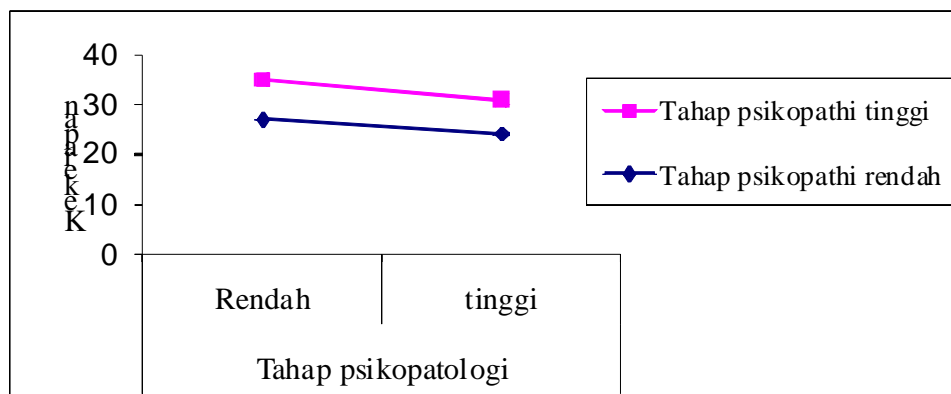 40
30
20
10
0
Kekerapan
Rendah
tinggi
Tahap psikopatologi
Tahap psikopathi tinggi
Tahap psikopathi rendah